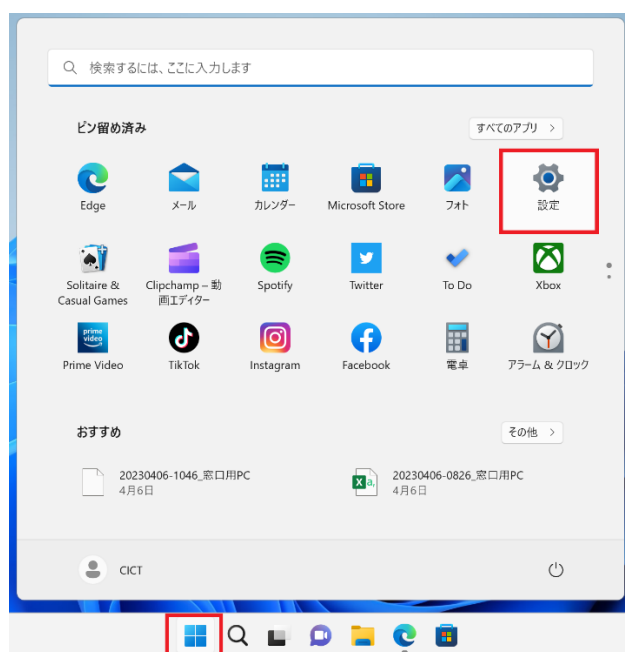 検索するには、ここに入力します
ピン留め済み
すべてのアプリ >
Edge
メール
カレンダー
Microsoft Store
フォト
設定
Solitaire &
Casual Games
Clipchamp – 動
画エディター
Spotify
Twitter
To Do
Xbox
prime
video
Prime Video
TikTok
Instagram
Facebook
電卓
アラーム & クロック
おすすめ
その他 >
20230406-1046_窓口用PC
4月6日
20230406-0826_窓口用PC
4月6日
CICT